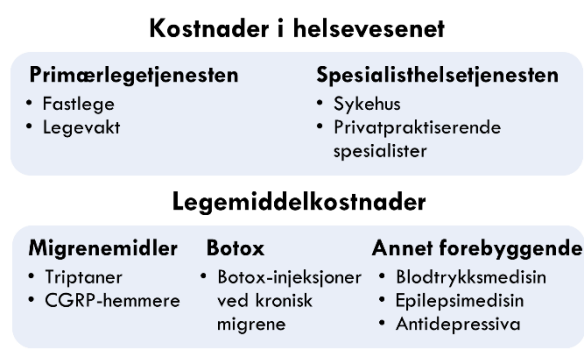 Kostnader i helsevesenet
Primærlegetjenesten
• Fastlege
• Legevakt
Spesialisthelsetjenesten
• Sykehus
• Privatpraktiserende
spesialister
Legemiddelkostnader
Migrenemidler
• Triptaner
• CGRP-hemmere
Botox
• Botox-injeksjoner
ved kronisk
migrene
Annet forebyggende
• Blodtrykksmedisin
• Epilepsimedisin
• Antidepressiva